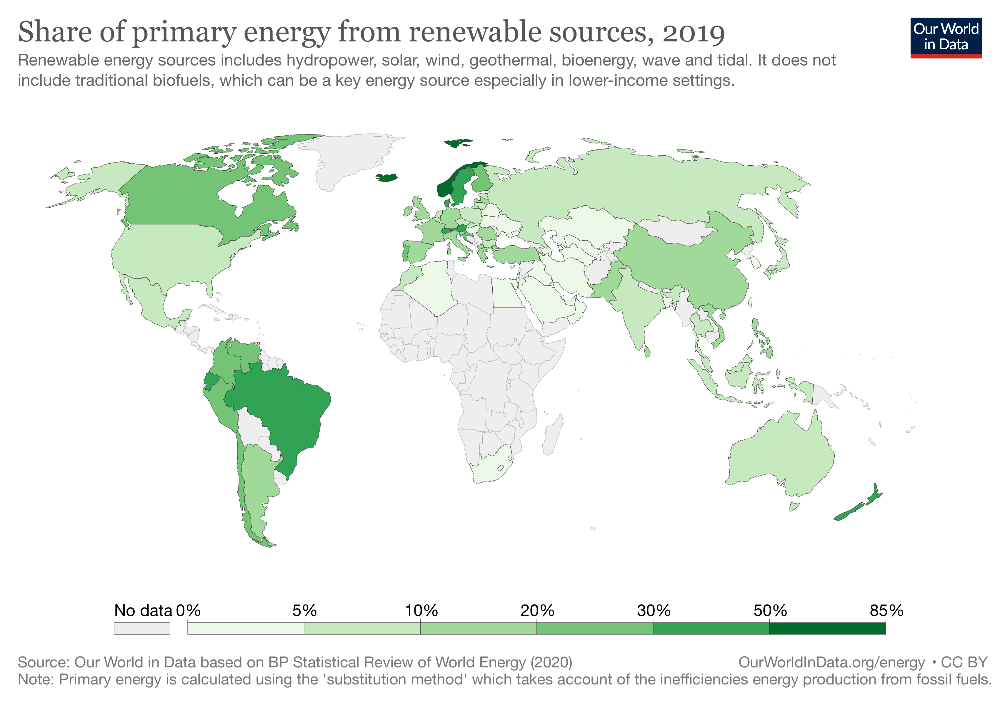 Share of primary energy from renewable sources, 2019
Our World
in Data
Renewable energy sources includes hydropower, solar, wind, geothermal, bioenergy, wave and tidal. It does not
include traditional biofuels, which can be a key energy source especially in lower-income settings.
No data 0% 5% 10% 20% 30% 50% 85%
Source: Our World in Data based on BP Statistical Review of World Energy (2020)
OurWorldInData.org/energy • CC BY
Note: Primary energy is calculated using the 'substitution method' which takes account of the inefficiencies energy production from fossil fuels.